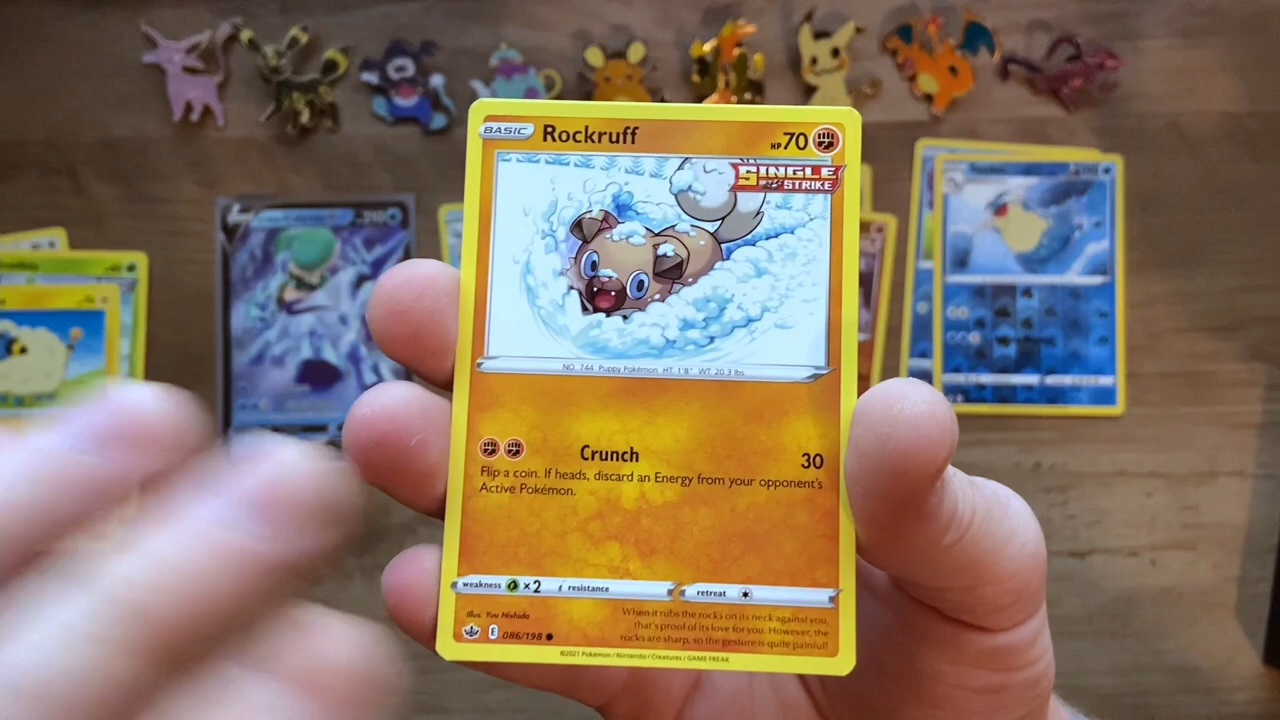 BASIC Rockruff HP 70
SINGLE
STRIKE
NO. 744 Puppy Pokémon HT. 1'8" WT. 20.3 lbs.
Crunch 30
Flip a coin. If heads, discard an Energy from your opponent's
Active Pokémon.
weakness ×2 resistance retreat
Illus. Yuu Nishida
When it rubs the rocks on its neck against you,
that's proof of its love for you. However, the
rocks are sharp, so the gesture is quite painful!
E 086/198
©2021 Pokémon / Nintendo / Creatures / GAME FREAK